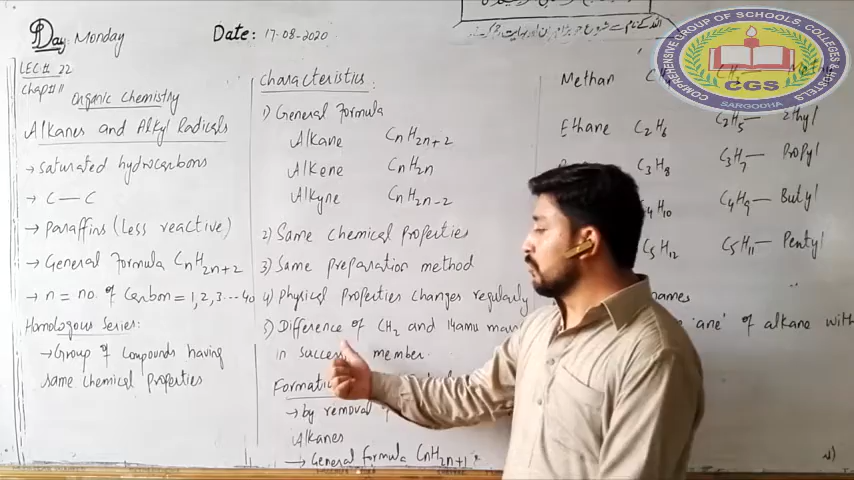 Day: Monday
Date: 17-08-2020
LEC# 22
Chap# 11
Organic Chemistry
Alkanes and Alkyl Radicals
→ saturated hydrocarbons
→ C — C
→ Paraffins (Less reactive)
→ General Formula CnH2n+2
→ n = no. of Carbon = 1, 2, 3 --- 40
Homologous Series:
→ Group of Compounds having
same chemical Properties
Characteristics:
1) General Formula
Alkane CnH2n+2
Alkene CnH2n
Alkyne CnH2n-2
2) Same Chemical Properties
3) Same preparation method
4) Physical Properties changes regularly
5) Difference of CH2 and 14amu
in member.
→ by removal of
Alkanes
→ General formula CnH2n+1
Methan
Ethane C2H6 C2H5 —
C3H8 C3H7 — Propyl
C4H10 C4H9 — Butyl
C5H12 C5H11 — Pentyl
names
'ane' of alkane with
COMPREHENSIVE GROUP OF SCHOOLS, COLLEGES & HOSTELS
CGS
SARGODHA